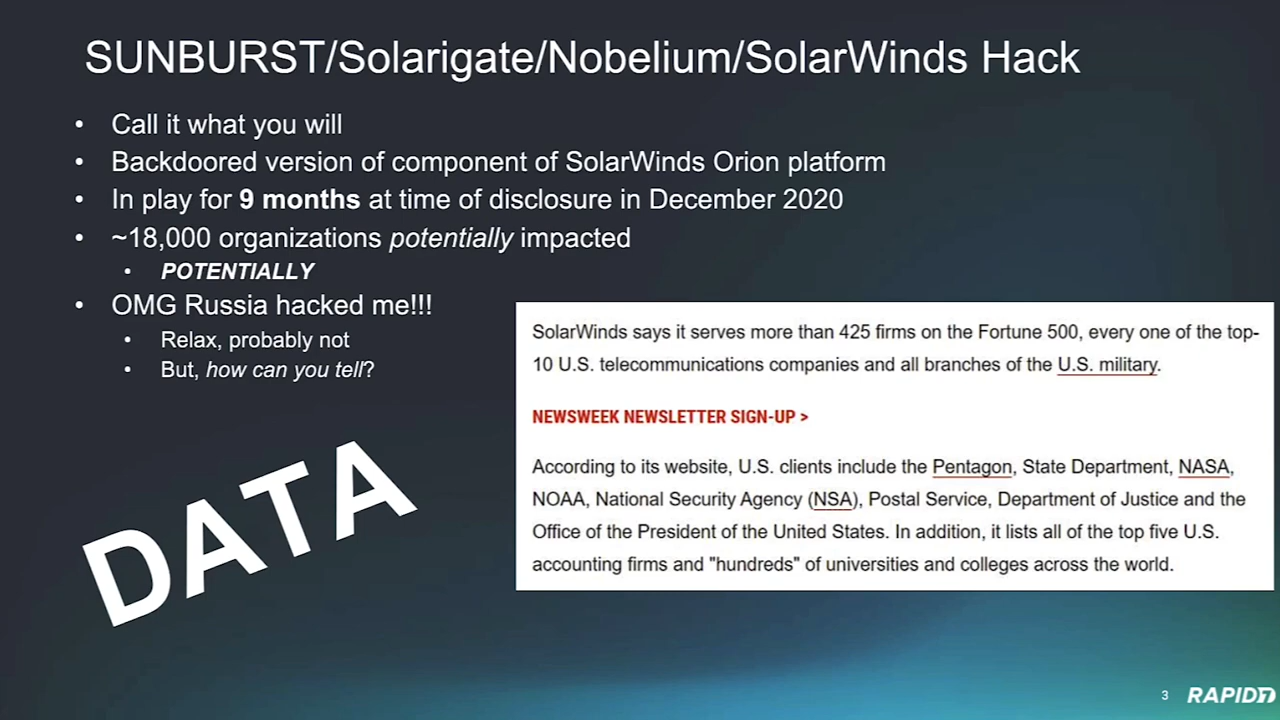 SUNBURST/Solarigate/Nobelium/SolarWinds Hack
• Call it what you will
• Backdoored version of component of SolarWinds Orion platform
• In play for 9 months at time of disclosure in December 2020
• ~18,000 organizations potentially impacted
• POTENTIALLY
• OMG Russia hacked me!!!
• Relax, probably not
• But, how can you tell?
DATA
SolarWinds says it serves more than 425 firms on the Fortune 500, every one of the top-
10 U.S. telecommunications companies and all branches of the U.S. military.
NEWSWEEK NEWSLETTER SIGN-UP >
According to its website, U.S. clients include the Pentagon, State Department, NASA,
NOAA, National Security Agency (NSA), Postal Service, Department of Justice and the
Office of the President of the United States. In addition, it lists all of the top five U.S.
accounting firms and "hundreds" of universities and colleges across the world.
3
RAPID7